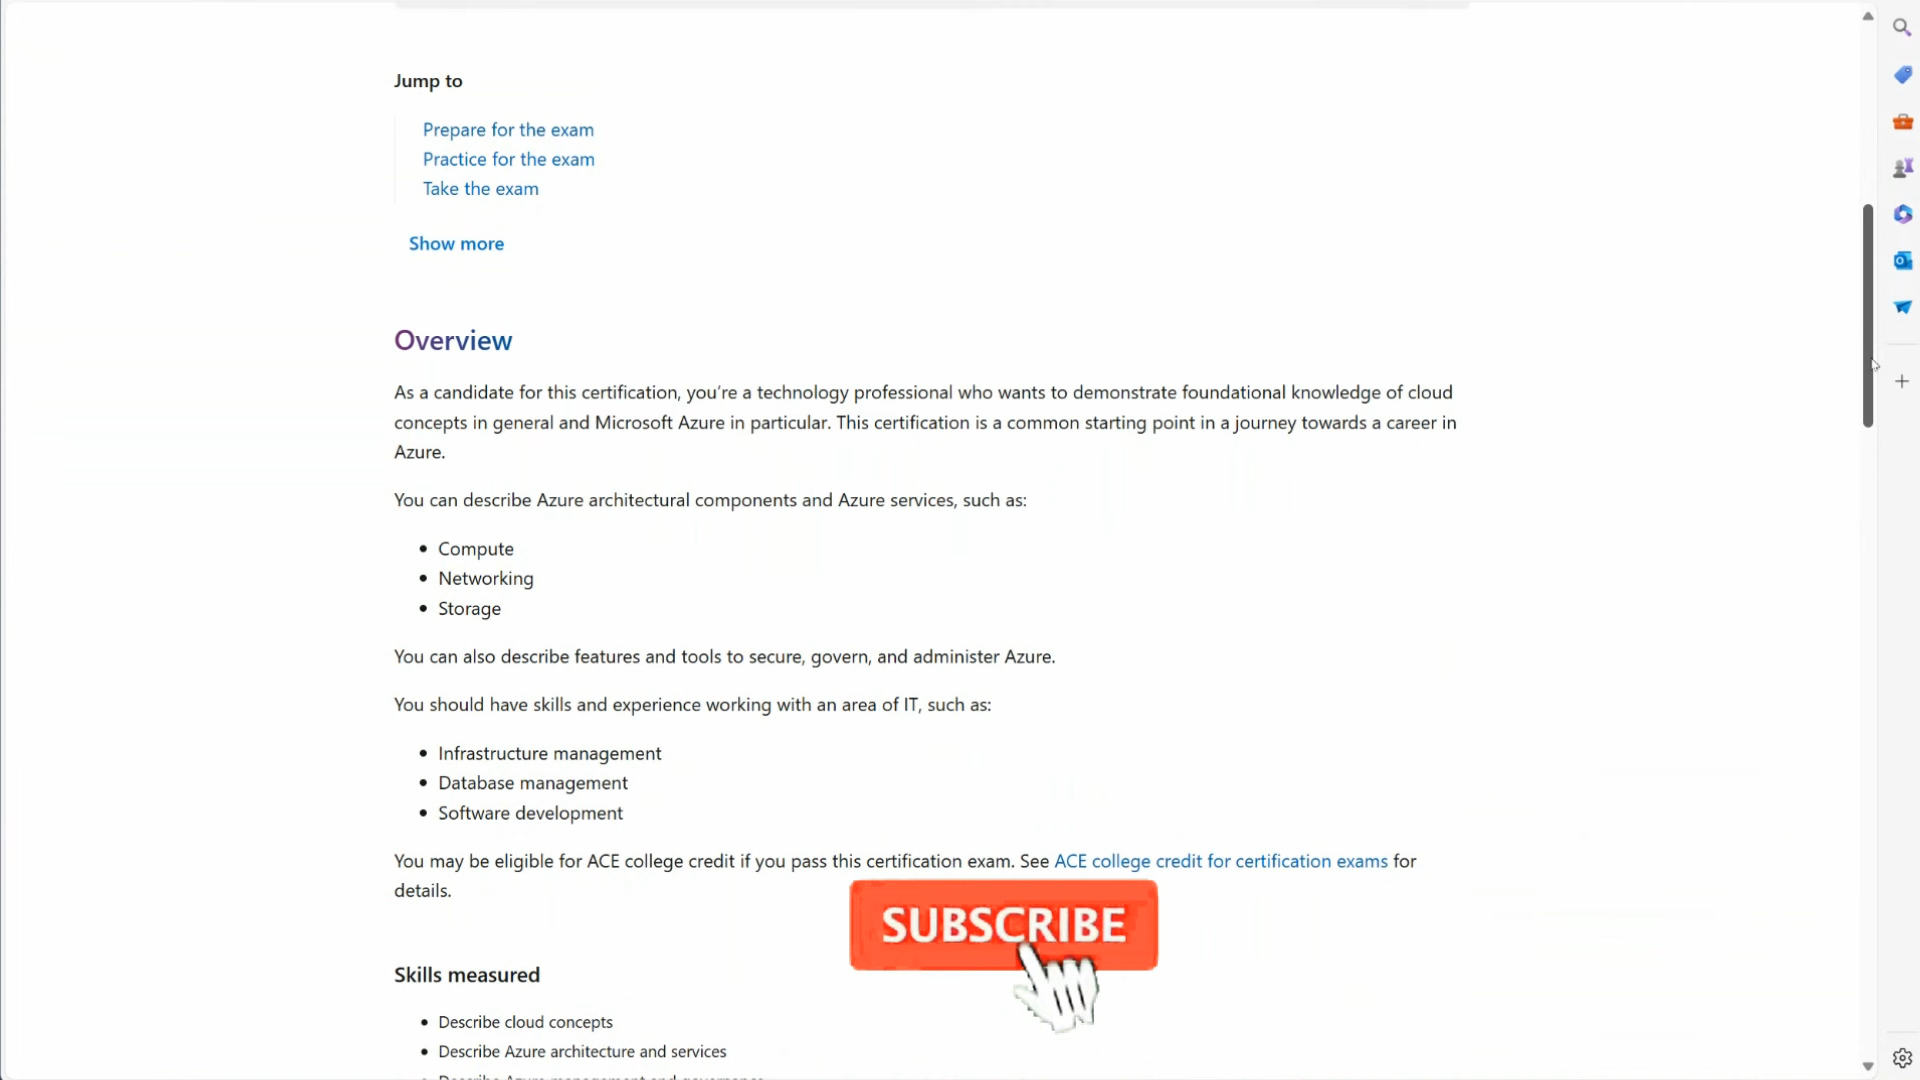 Jump to
Prepare for the exam
Practice for the exam
Take the exam
Show more
Overview
As a candidate for this certification, you’re a technology professional who wants to demonstrate foundational knowledge of cloud
concepts in general and Microsoft Azure in particular. This certification is a common starting point in a journey towards a career in
Azure.
You can describe Azure architectural components and Azure services, such as:
• Compute
• Networking
• Storage
You can also describe features and tools to secure, govern, and administer Azure.
You should have skills and experience working with an area of IT, such as:
• Infrastructure management
• Database management
• Software development
You may be eligible for ACE college credit if you pass this certification exam. See ACE college credit for certification exams for
details.
SUBSCRIBE
Skills measured
• Describe cloud concepts
• Describe Azure architecture and services